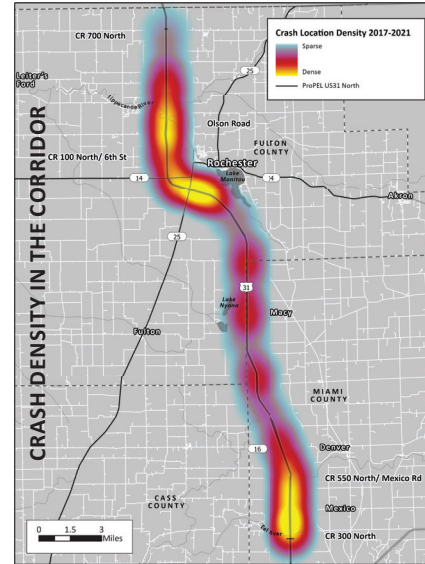 CRASH DENSITY IN THE CORRIDOR
Crash Location Density 2017-2021
Sparse
Dense
ProPEL US31 North
CR 700 North
Leiter's
Ford
25
Tippecanoe River
Olson Road
FULTON
COUNTY
CR 100 North/ 6th St
Rochester
Lake
Manitou
14
14
Akron
25
31
Lake
Nyona
Macy
Fulton
MIAMI
COUNTY
16
Denver
CR 550 North/ Mexico Rd
CASS
COUNTY
Mexico
Eel River
CR 300 North
0 1.5 3
Miles